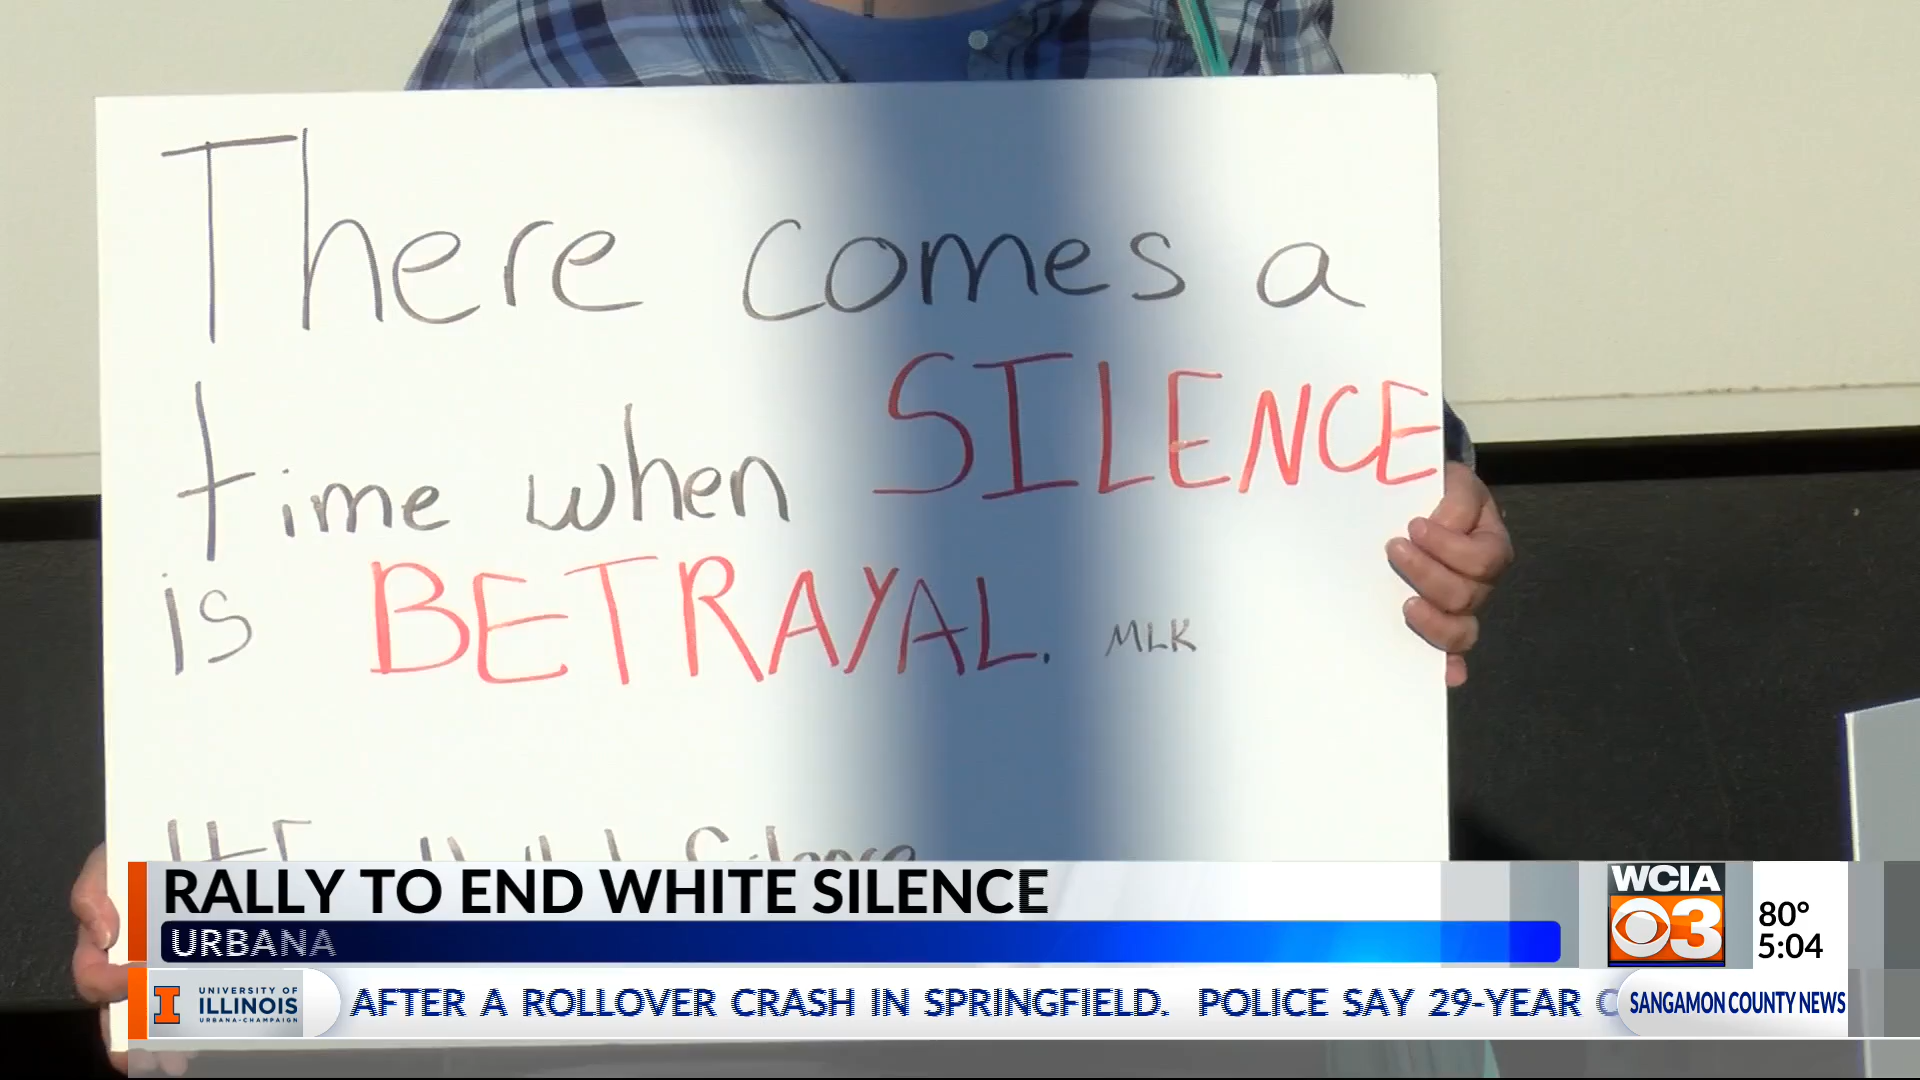 There comes a
time when SILENCE
is BETRAYAL. MLK
Silence
RALLY TO END WHITE SILENCE
URBANA
WCIA
3
80°
5:04
I
UNIVERSITY OF
ILLINOIS
URBANA-CHAMPAIGN
AFTER A ROLLOVER CRASH IN SPRINGFIELD. POLICE SAY 29-YEAR
SANGAMON COUNTY NEWS